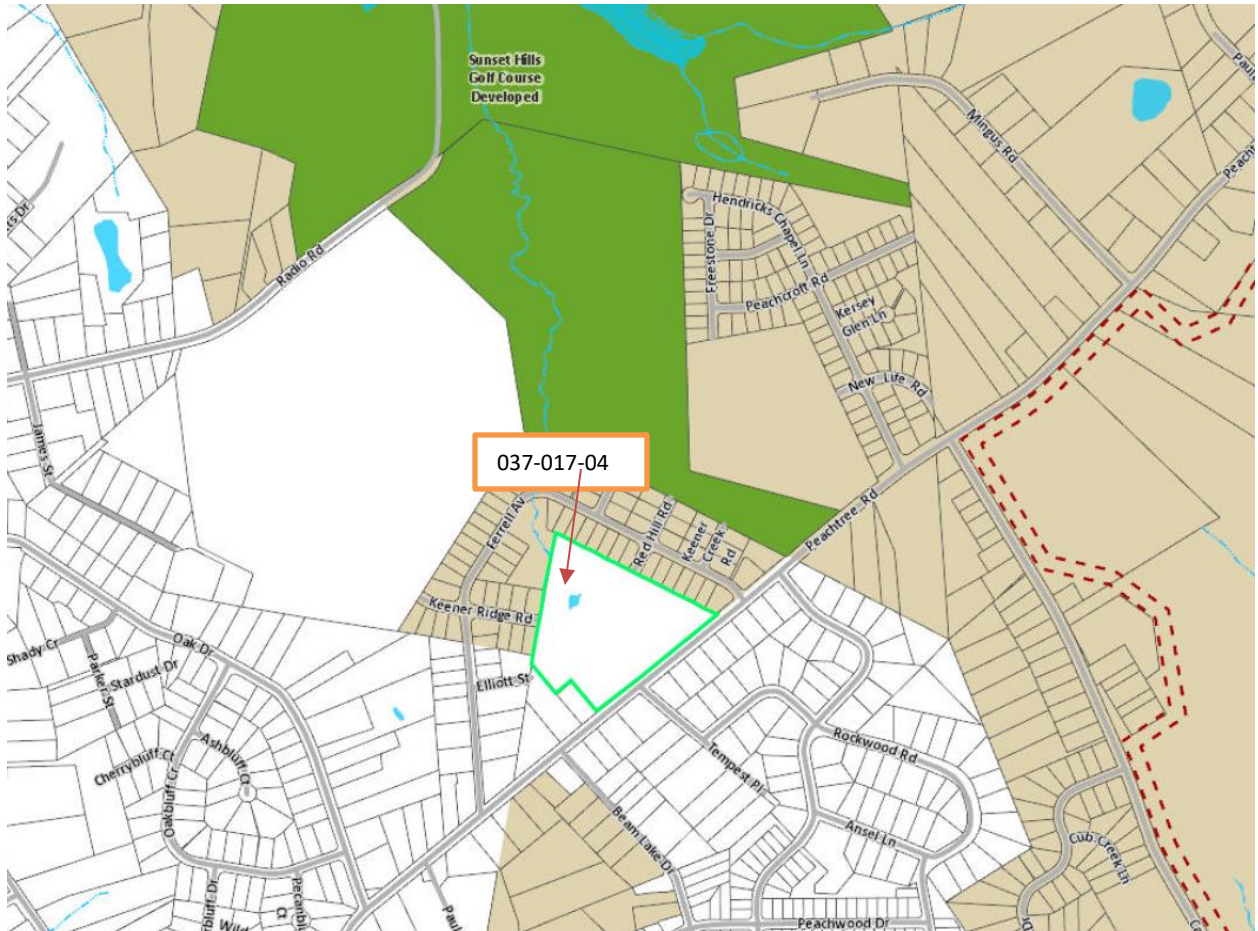 Sunset Hills
Golf Course
Developed
Mingus Rd
Radio Rd
Hendricks Chapel Ln
Freestone Dr
Peachcroft Rd
Kersey
Glen Ln
New Life Rd
James St
037-017-04
Peachtree Rd
Ferrell Av
Red Hill Rd
Keener
Creek
Rd
Keener Ridge Rd
Shady Cr
Oak Dr
Parker St
Stardust Dr
Elliott St
Ashbluff Ct
Cherrybluff Ct
Oakbluff Cr
Tempest Pl
Rockwood Rd
Beam Lake Dr
Ansel Ln
Cub Creek Ln
Peachwood Dr
Ct